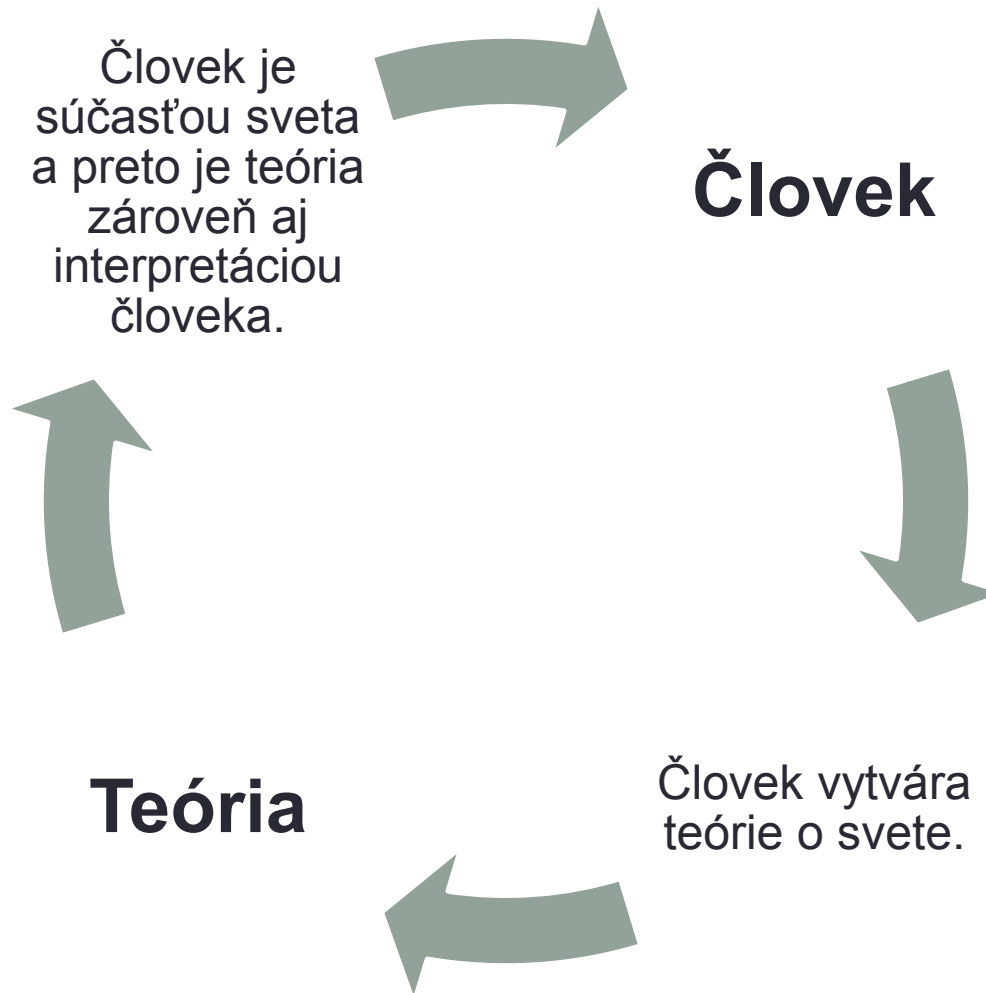 Človek je
súčasťou sveta
a preto je teória
zároveň aj
interpretáciou
človeka.
Človek
Človek vytvára
teórie o svete.
Teória